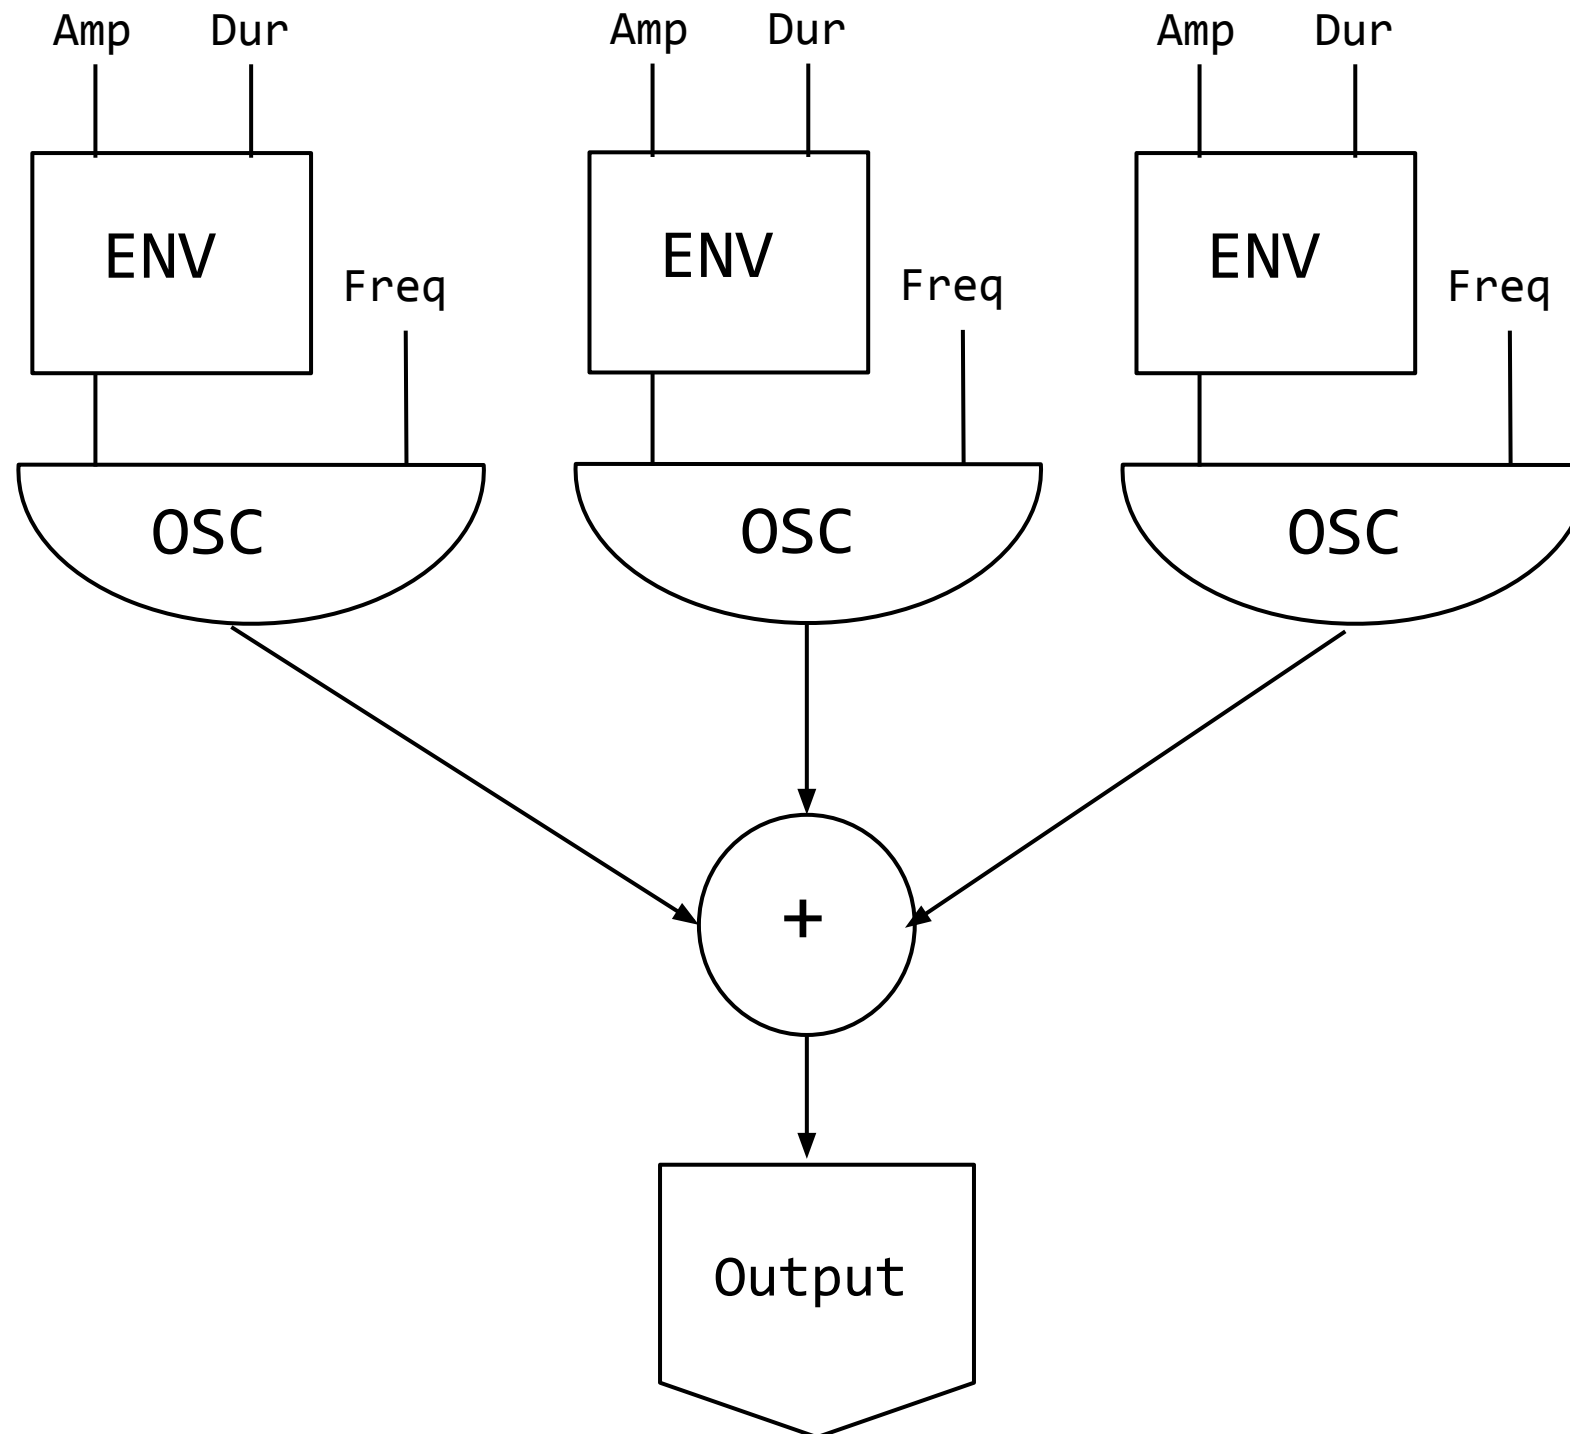 Amp Dur Amp Dur Amp Dur
ENV ENV ENV
Freq Freq Freq
OSC OSC OSC
+
Output